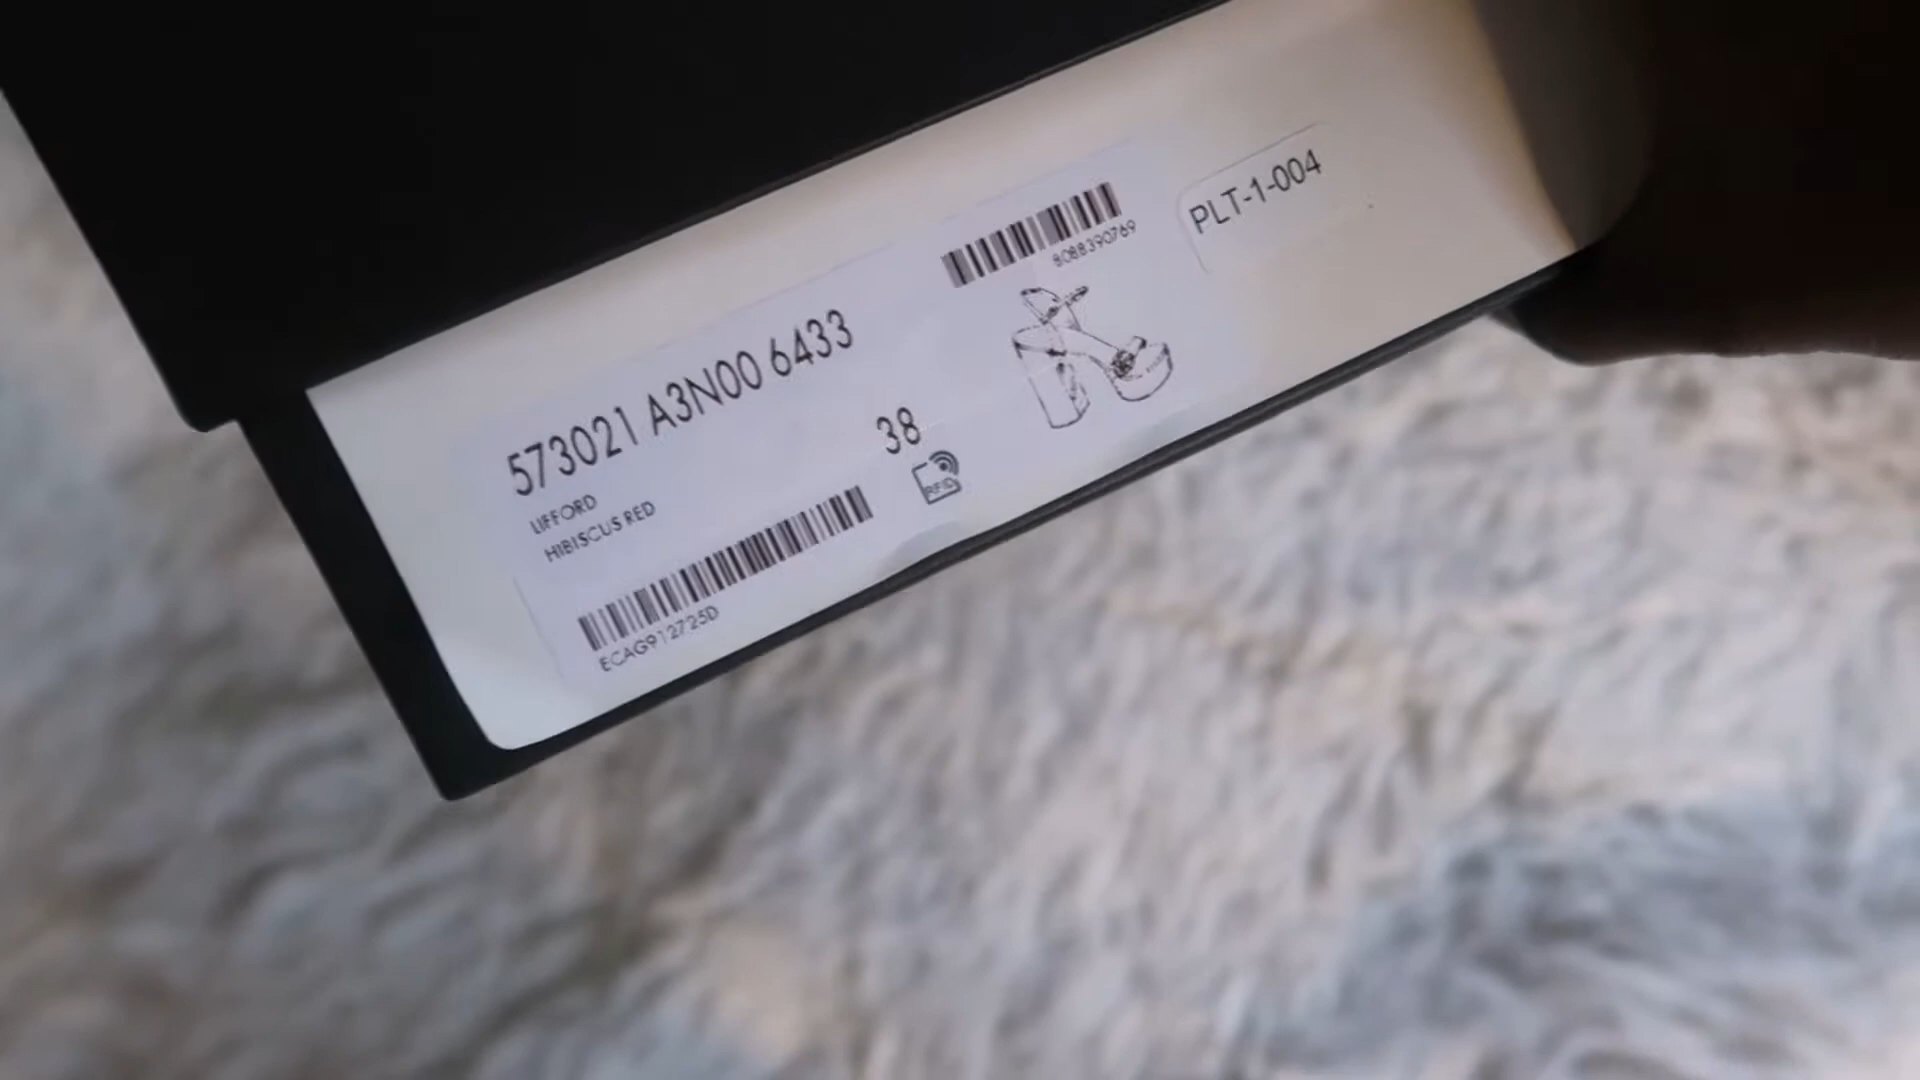 573021 A3N00 6433
LIFFORD
HIBISCUS RED
38
RFID
ECAG912725D
8088390769
PLT-1-004